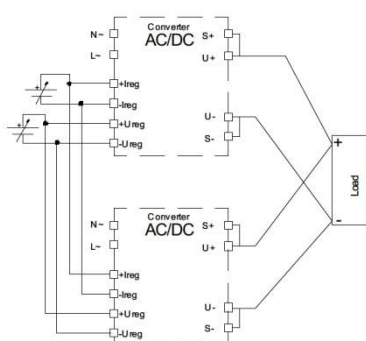 Converter
AC/DC
N~
L~
+Ireg
-Ireg
+Ureg
-Ureg
S+
U+
U-
S-
+
+
+
-
Load
Converter
AC/DC
N~
L~
+Ireg
-Ireg
+Ureg
-Ureg
S+
U+
U-
S-